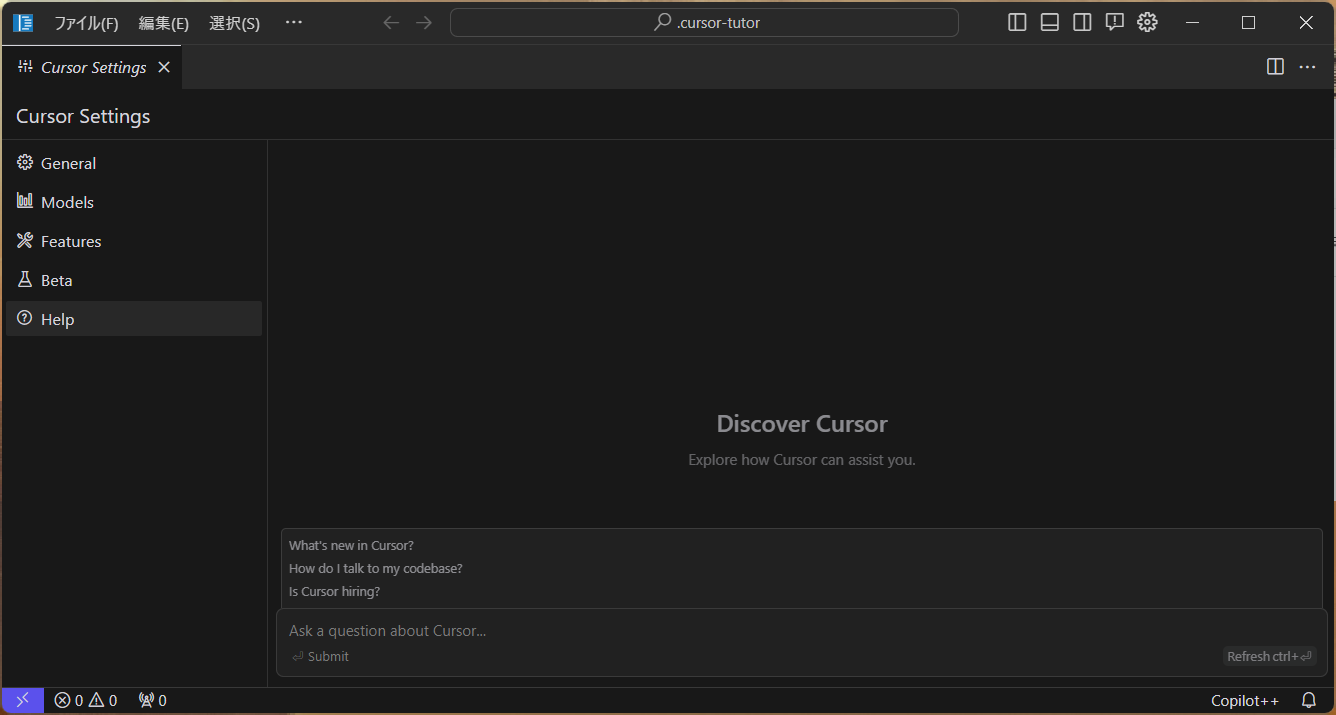 ファイル(F) 編集(E) 選択(S) ··· .cursor-tutor
Cursor Settings
Cursor Settings
General
Models
Features
Beta
Help
Discover Cursor
Explore how Cursor can assist you.
What's new in Cursor?
How do I talk to my codebase?
Is Cursor hiring?
Ask a question about Cursor...
⏎ Submit Refresh ctrl+⏎
0 0 0 Copilot++